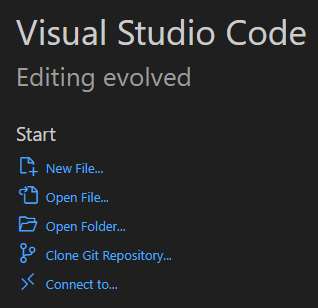 Visual Studio Code
Editing evolved
Start
New File...
Open File...
Open Folder...
Clone Git Repository...
Connect to...